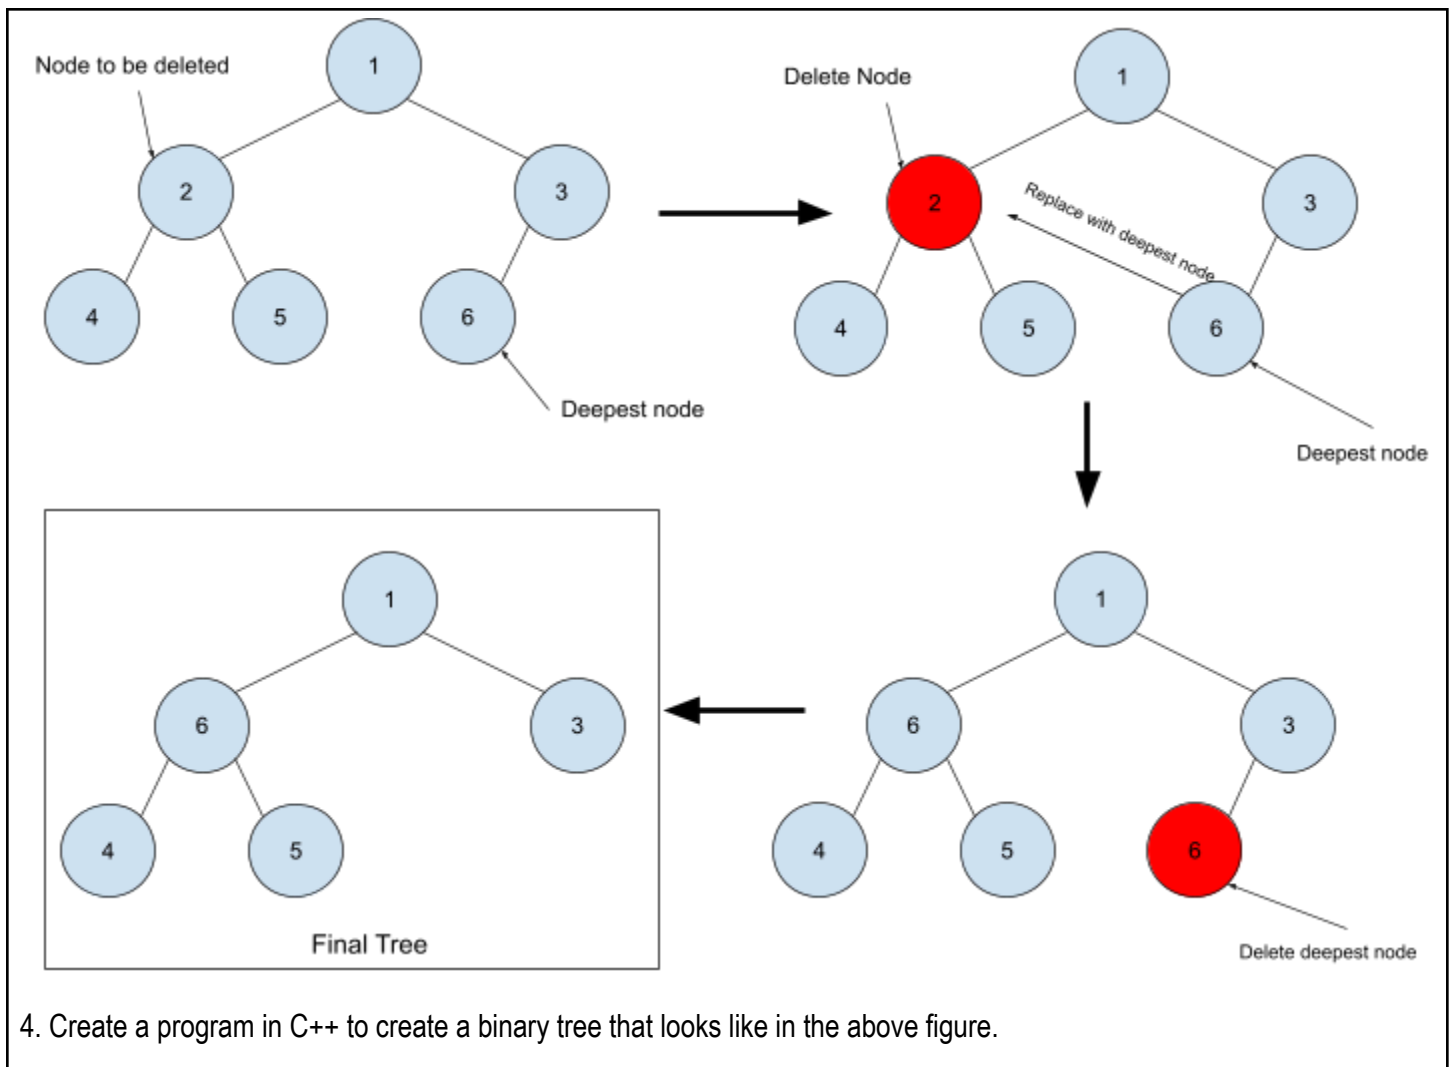 Node to be deleted
1
2
3
4
5
6
Deepest node
Delete Node
1
2
Replace with deepest node
3
4
5
6
Deepest node
1
6
3
4
5
Final Tree
1
6
3
4
5
6
Delete deepest node
4. Create a program in C++ to create a binary tree that looks like in the above figure.